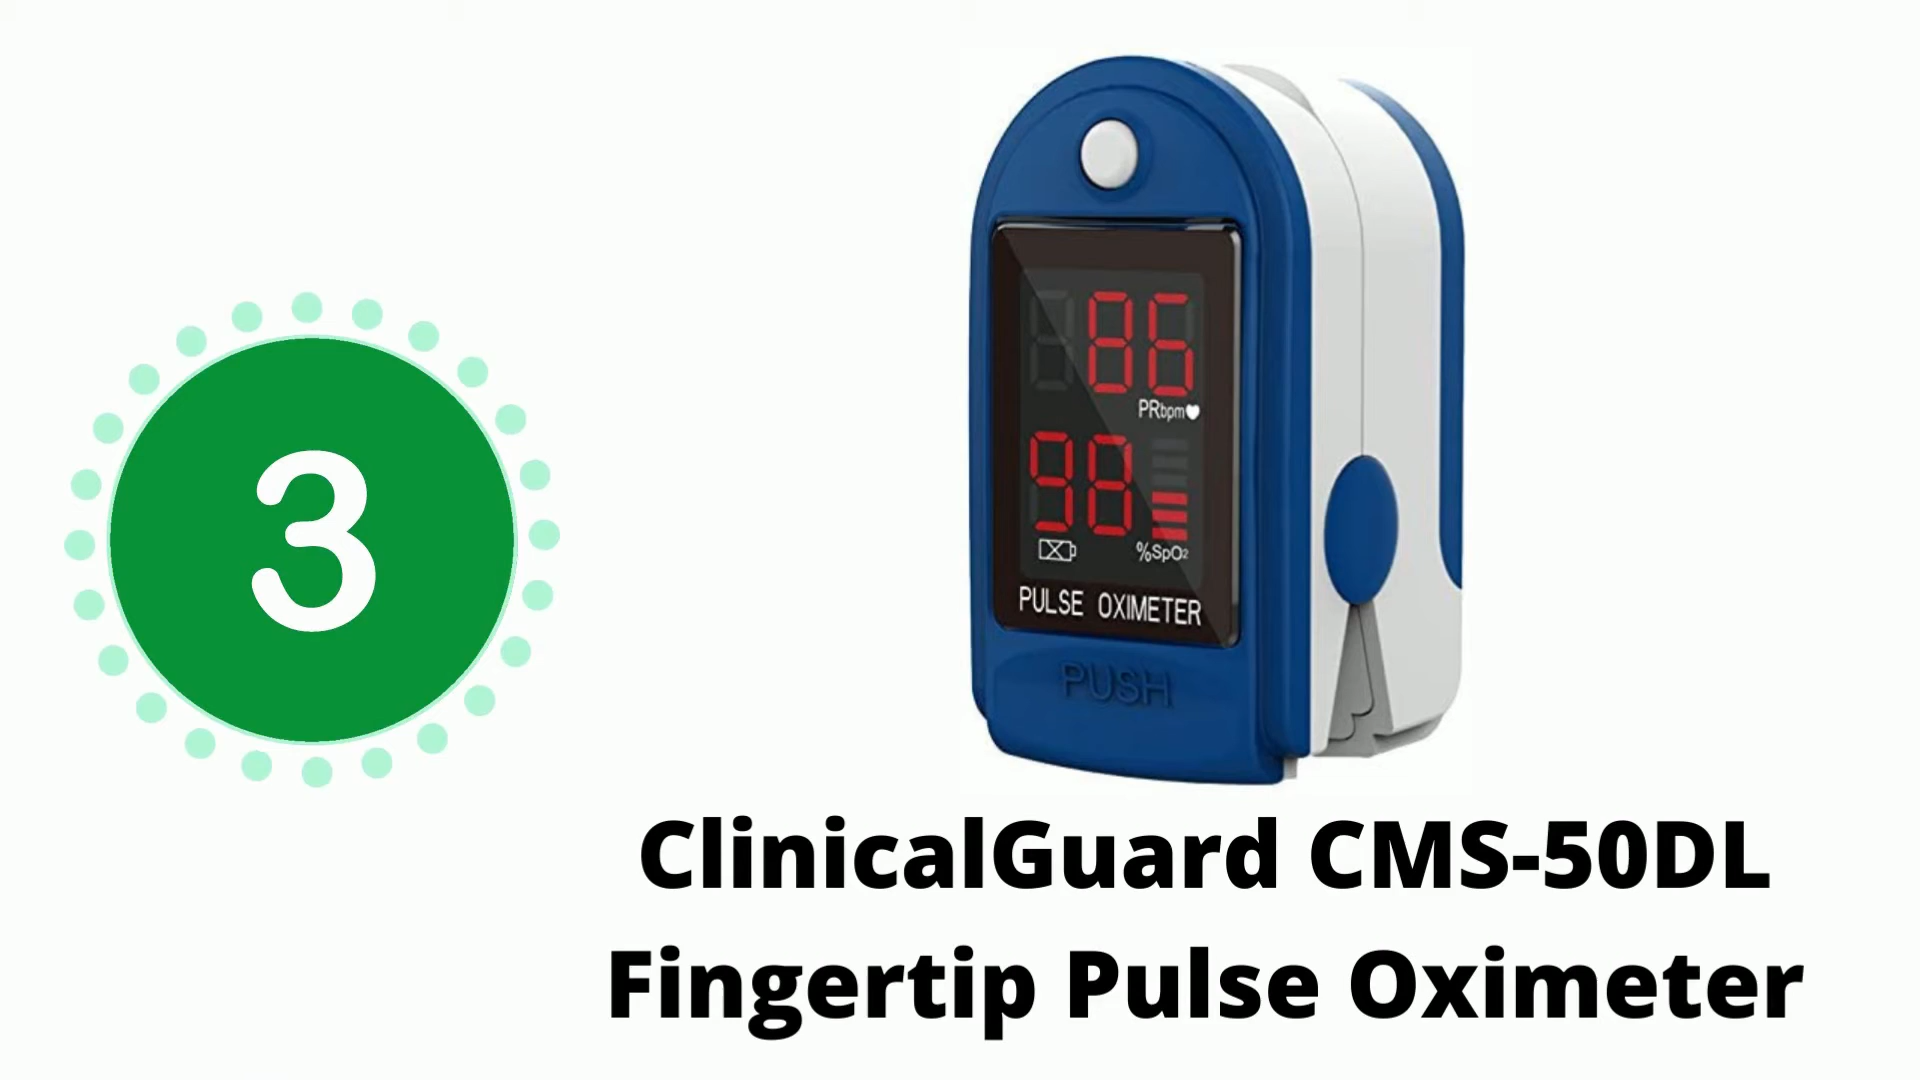 3
86
PRbpm
98
%SpO2
PULSE OXIMETER
PUSH
ClinicalGuard CMS-50DL
Fingertip Pulse Oximeter